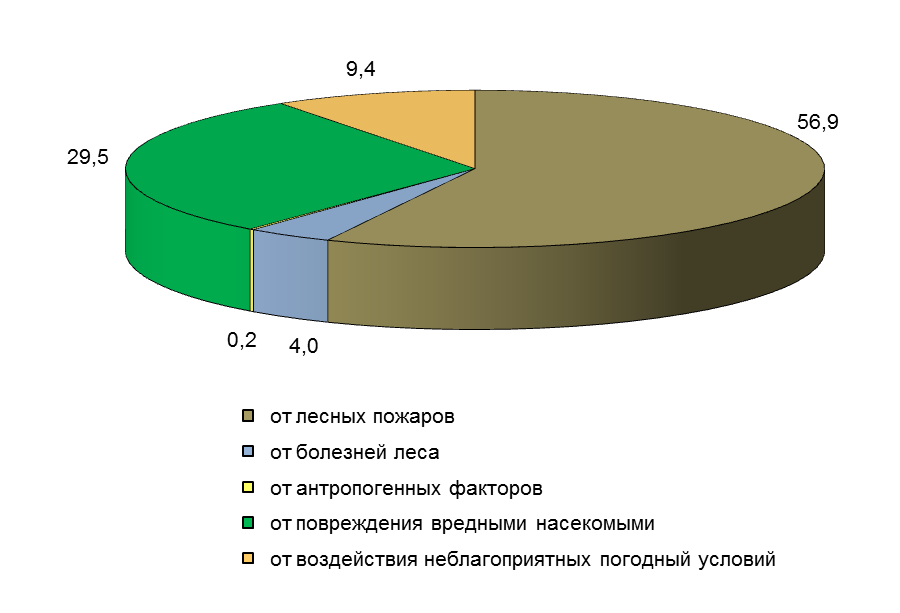 9,4
56,9
29,5
0,2
4,0
от лесных пожаров
от болезней леса
от антропогенных факторов
от повреждения вредными насекомыми
от воздействия неблагоприятных погодный условий